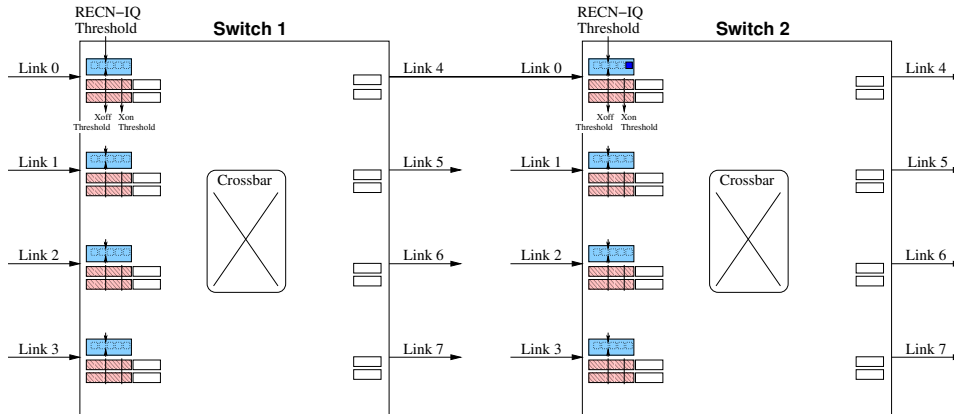 RECN−IQ
Threshold
Switch 1
Link 0
Link 4
Xoff
Threshold
Xon
Threshold
Link 1
Link 5
Crossbar
Link 2
Link 6
Link 3
Link 7
RECN−IQ
Threshold
Switch 2
Link 0
Link 4
Xoff
Threshold
Xon
Threshold
Link 1
Link 5
Crossbar
Link 2
Link 6
Link 3
Link 7